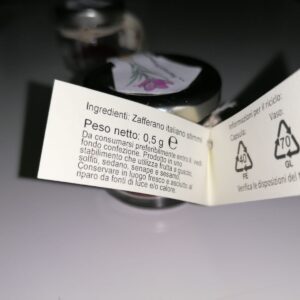 Ingredienti: Zafferano italiano stimmi
Peso netto: 0,5 g ℮
Da consumarsi preferibilmente entro il: vedi
fondo confezione. Prodotto in uno
stabilimento che utilizza frutta a guscio,
solfiti, sedano, senape e sesamo.
Conservare in luogo fresco e asciutto al
riparo da fonti di luce e/o calore.
Informazioni per il riciclo:
Capsula:
Vaso:
40
FE
70
GL
Verifica le disposizioni del